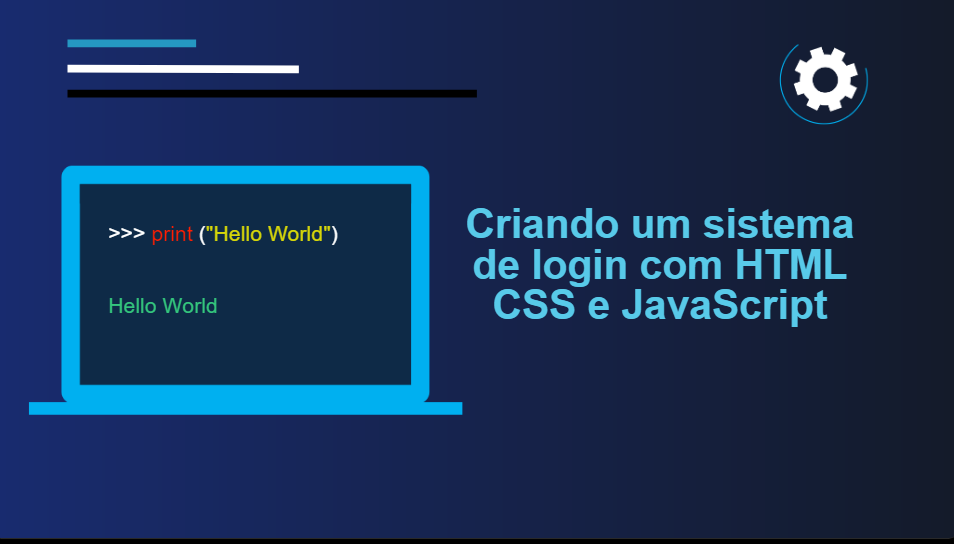 >>> print ("Hello World")
Hello World
Criando um sistema
de login com HTML
CSS e JavaScript